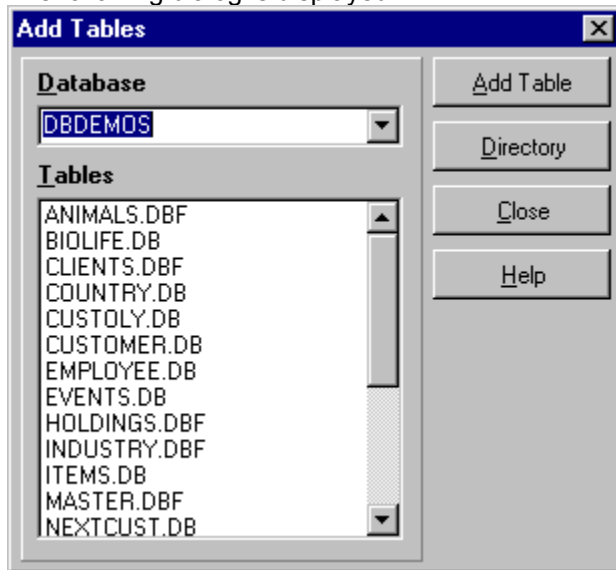 Add Tables
Database
DBDEMOS
Tables
ANIMALS.DBF
BIOLIFE.DB
CLIENTS.DBF
COUNTRY.DB
CUSTOLY.DB
CUSTOMER.DB
EMPLOYEE.DB
EVENTS.DB
HOLDINGS.DBF
INDUSTRY.DBF
ITEMS.DB
MASTER.DBF
NEXTCUST.DB
Add Table
Directory
Close
Help